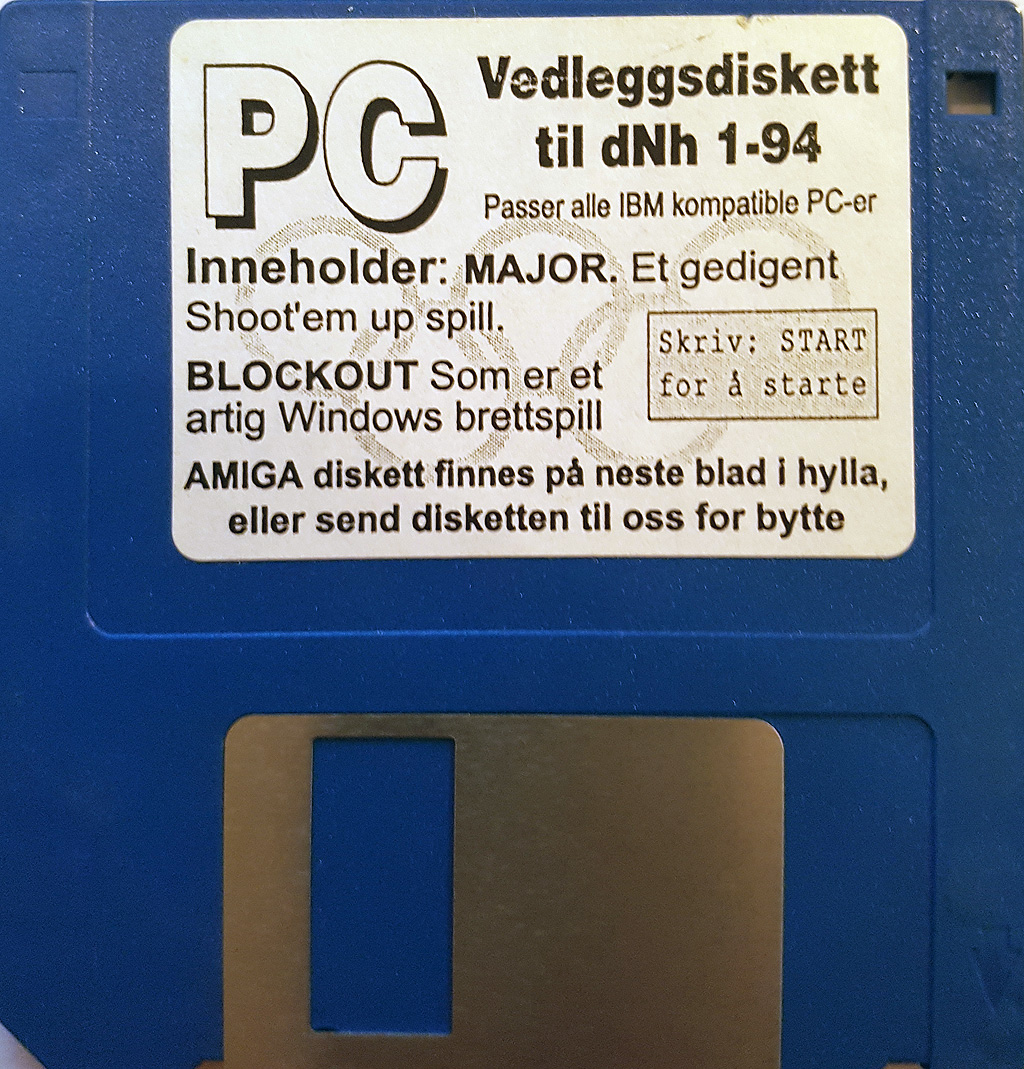 PC
Vedleggsdiskett
til dNh 1-94
Passer alle IBM kompatible PC-er
Inneholder: MAJOR. Et gedigent
Shoot'em up spill.
BLOCKOUT Som er et
artig Windows brettspill
Skriv: START
for å starte
AMIGA diskett finnes på neste blad i hylla,
eller send disketten til oss for bytte